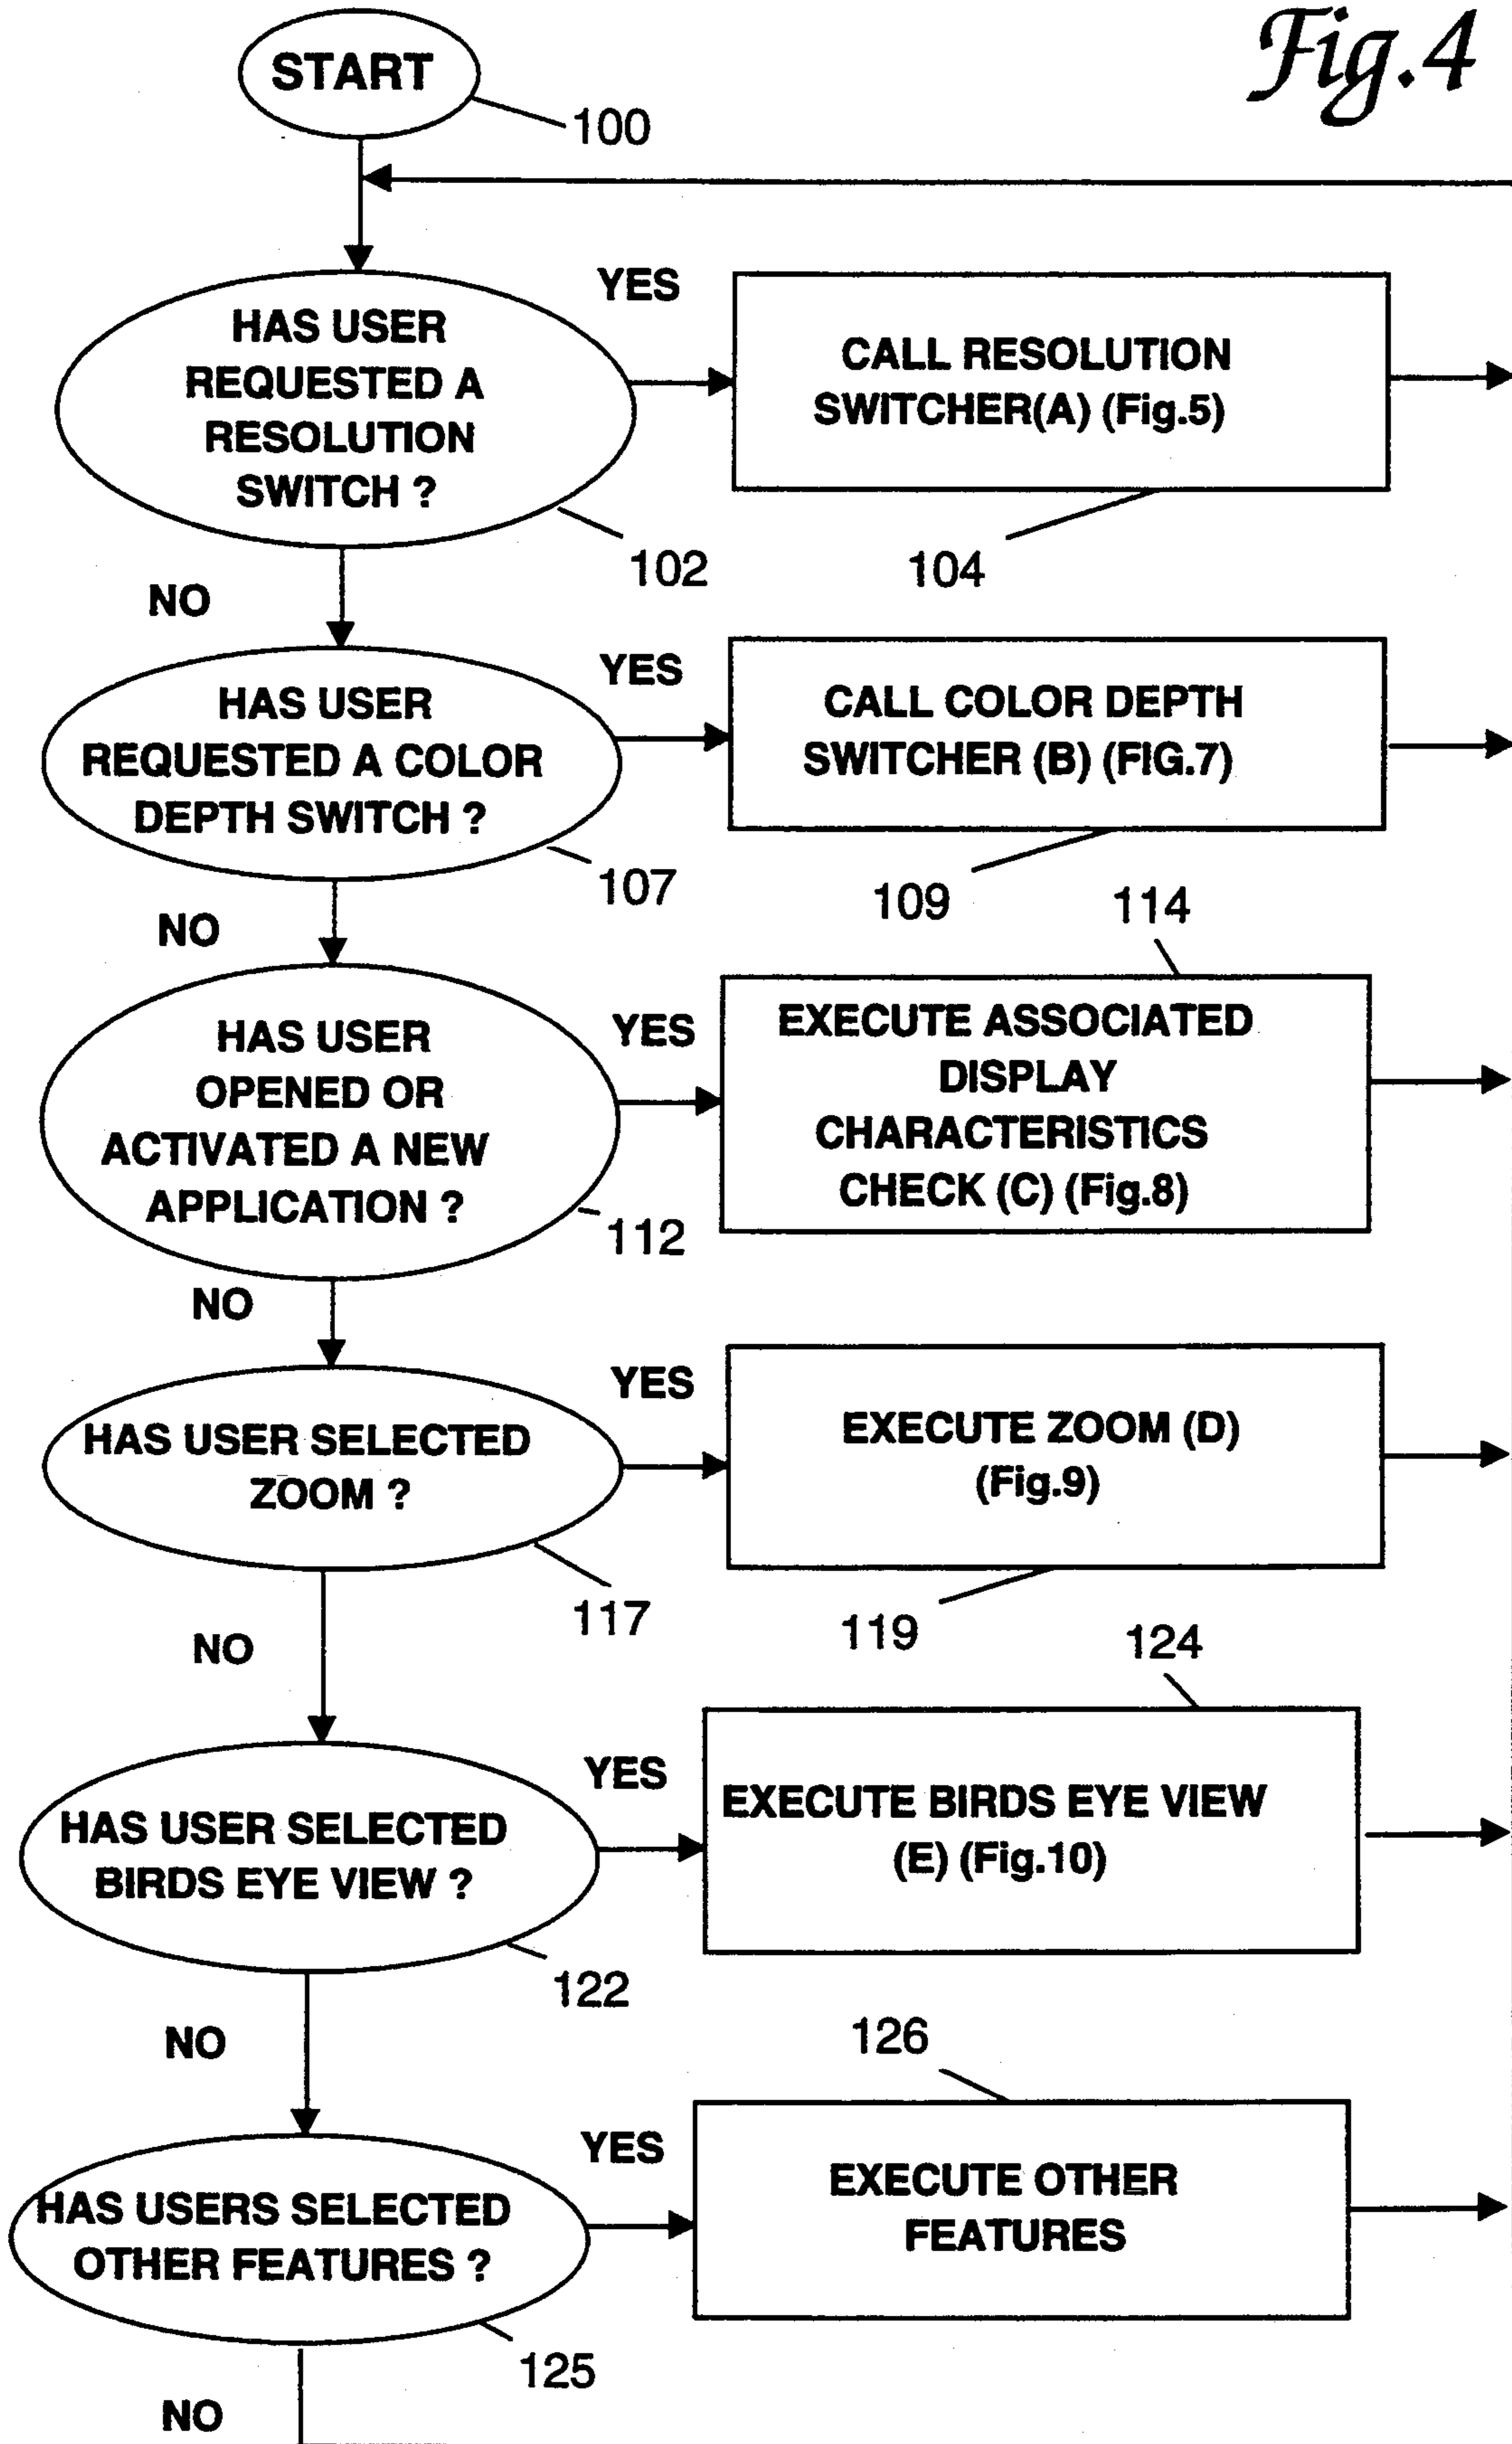 Fig.4
START
100
HAS USER
REQUESTED A
RESOLUTION
SWITCH ?
102
YES
CALL RESOLUTION
SWITCHER(A) (Fig.5)
104
NO
HAS USER
REQUESTED A COLOR
DEPTH SWITCH ?
107
YES
CALL COLOR DEPTH
SWITCHER (B) (FIG.7)
109
NO
HAS USER
OPENED OR
ACTIVATED A NEW
APPLICATION ?
112
YES
114
EXECUTE ASSOCIATED
DISPLAY
CHARACTERISTICS
CHECK (C) (Fig.8)
NO
HAS USER SELECTED
ZOOM ?
117
YES
EXECUTE ZOOM (D)
(Fig.9)
119
NO
HAS USER SELECTED
BIRDS EYE VIEW ?
122
YES
124
EXECUTE BIRDS EYE VIEW
(E) (Fig.10)
NO
HAS USERS SELECTED
OTHER FEATURES ?
125
YES
126
EXECUTE OTHER
FEATURES
NO